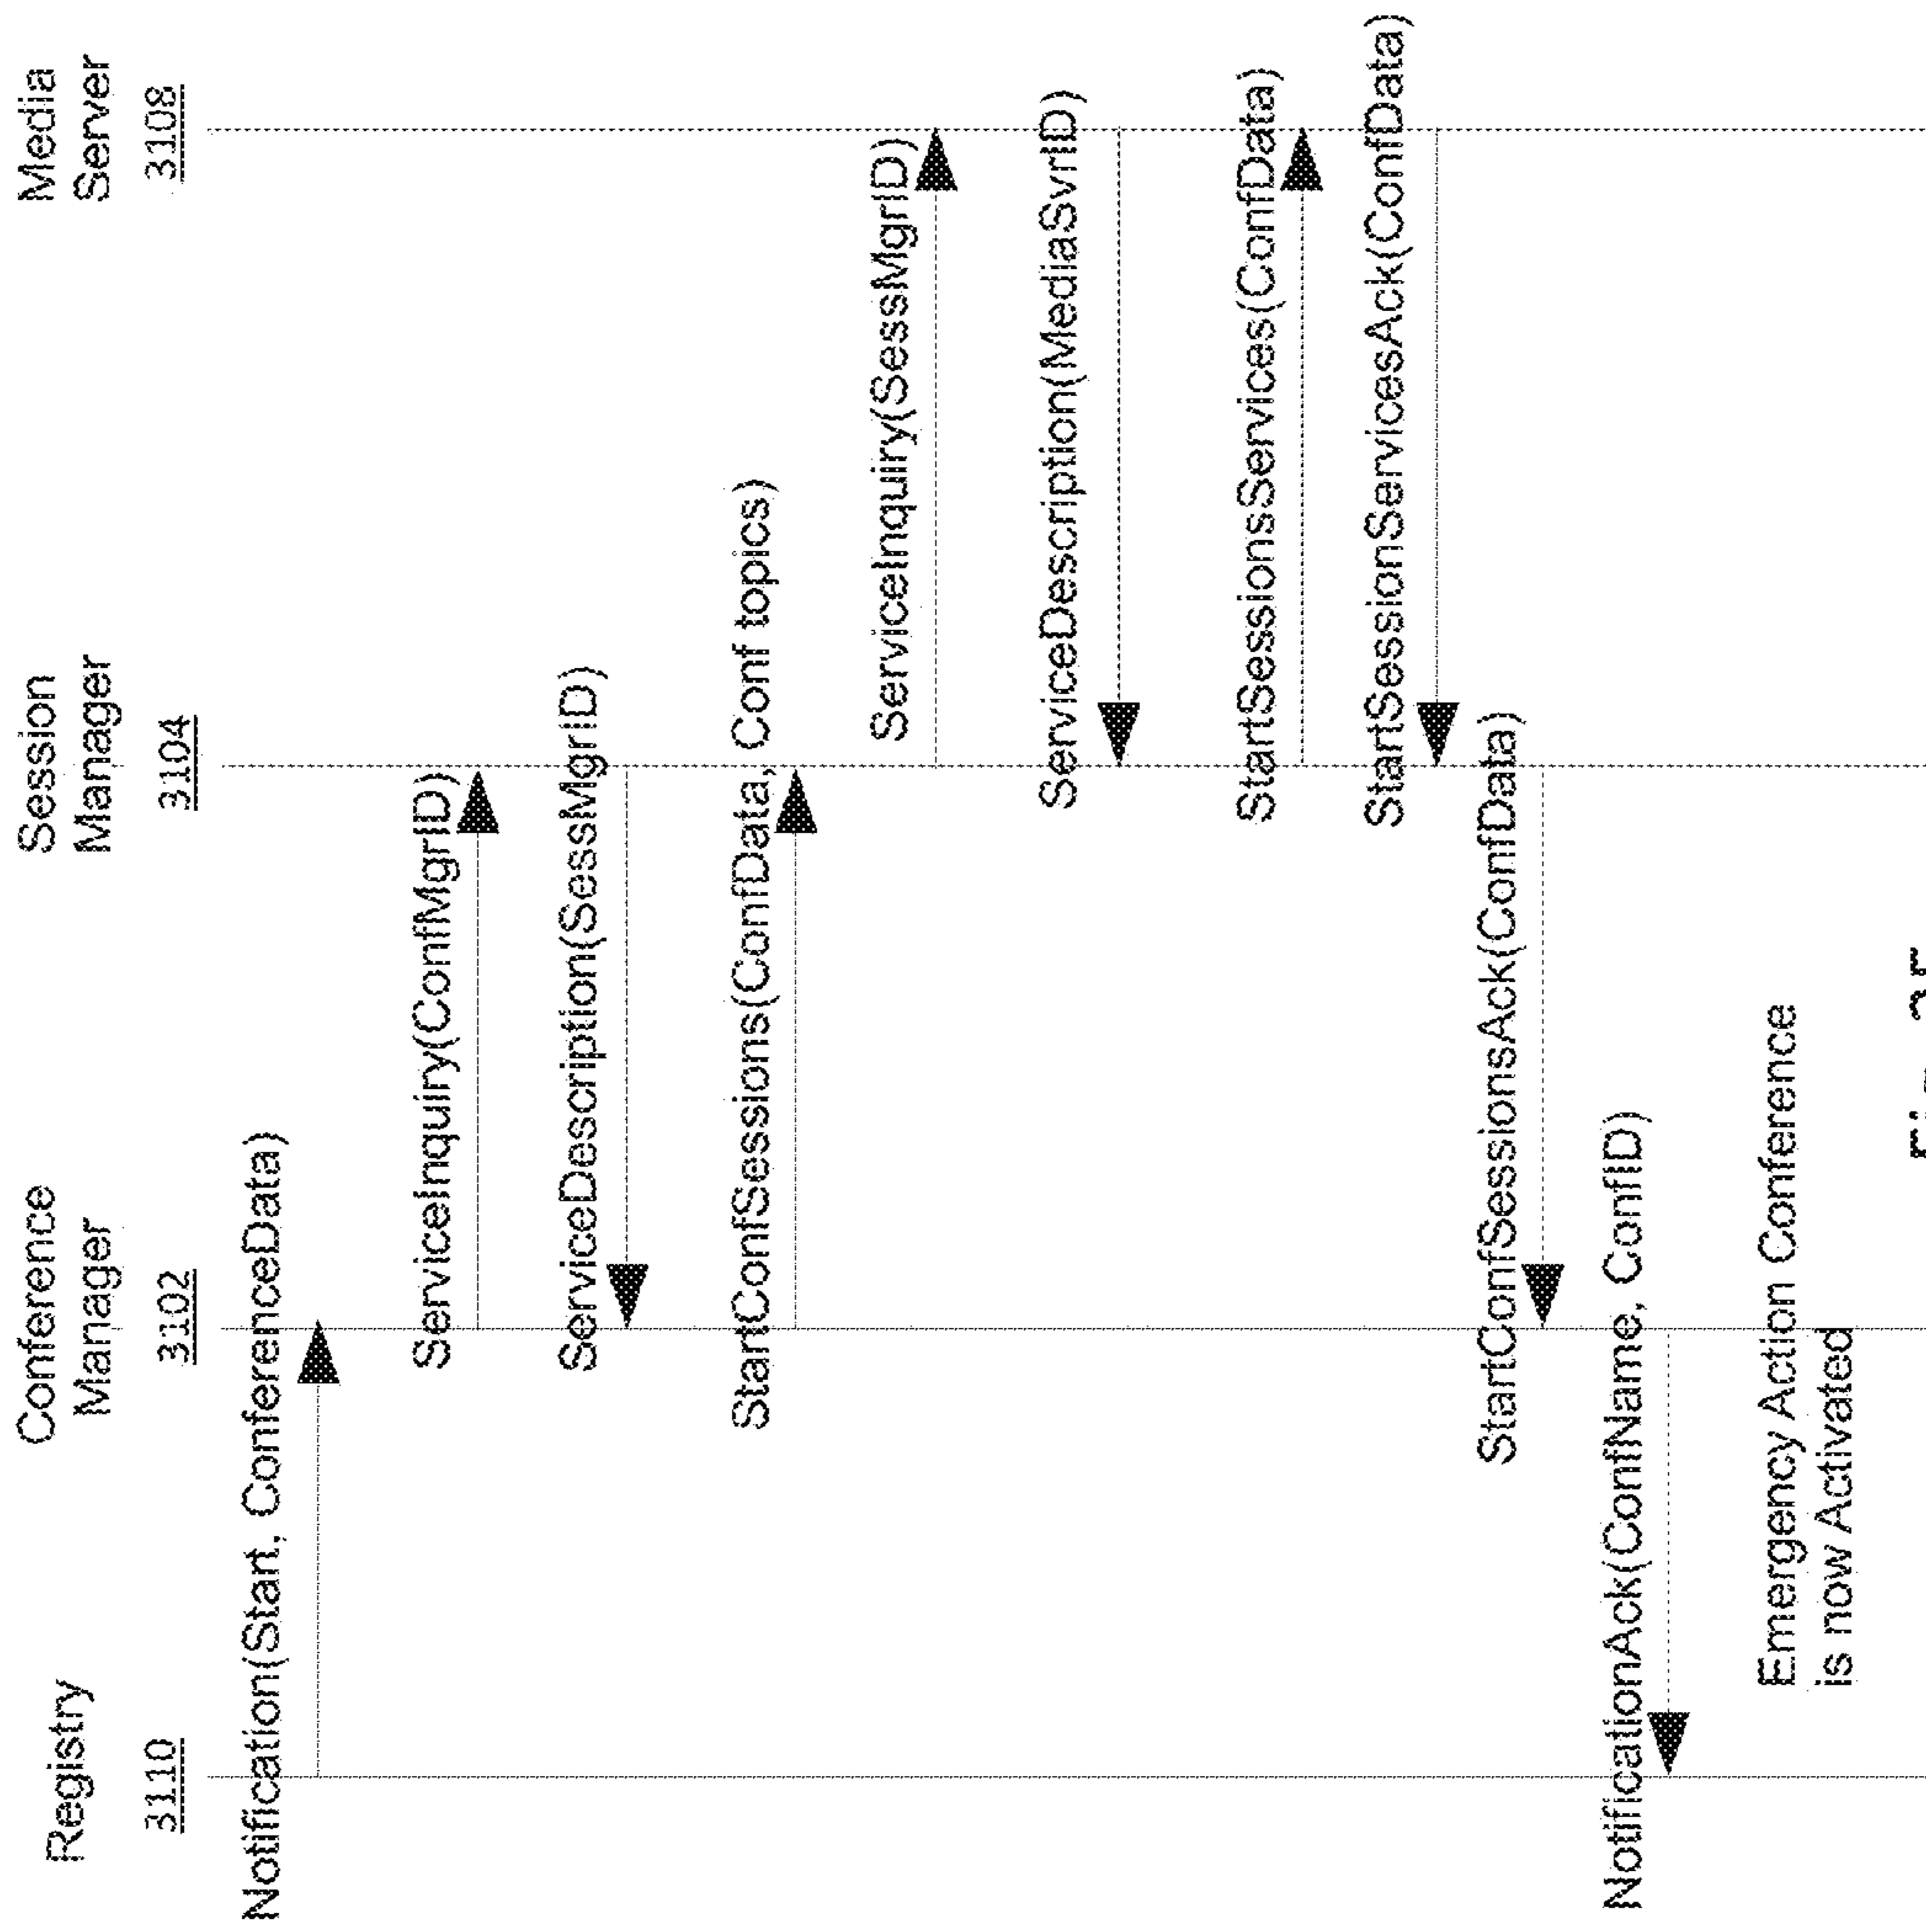 Registry
3110
Conference
Manager
3102
Session
Manager
3104
Media
Server
3108
Notification(Start, ConferenceData)
ServiceInquiry(ConfMgrID)
ServiceDescription(SessMgrID)
StartConfSessions(ConfData, Conf topics)
ServiceInquiry(SessMgrID)
ServiceDescription(MediaSvrID)
StartSessionsServices(ConfData)
StartSessionServicesAck(ConfData)
StartConfSessionsAck(ConfData)
NotificationAck(ConfName, ConfID)
Emergency Action Conference
is now Activated